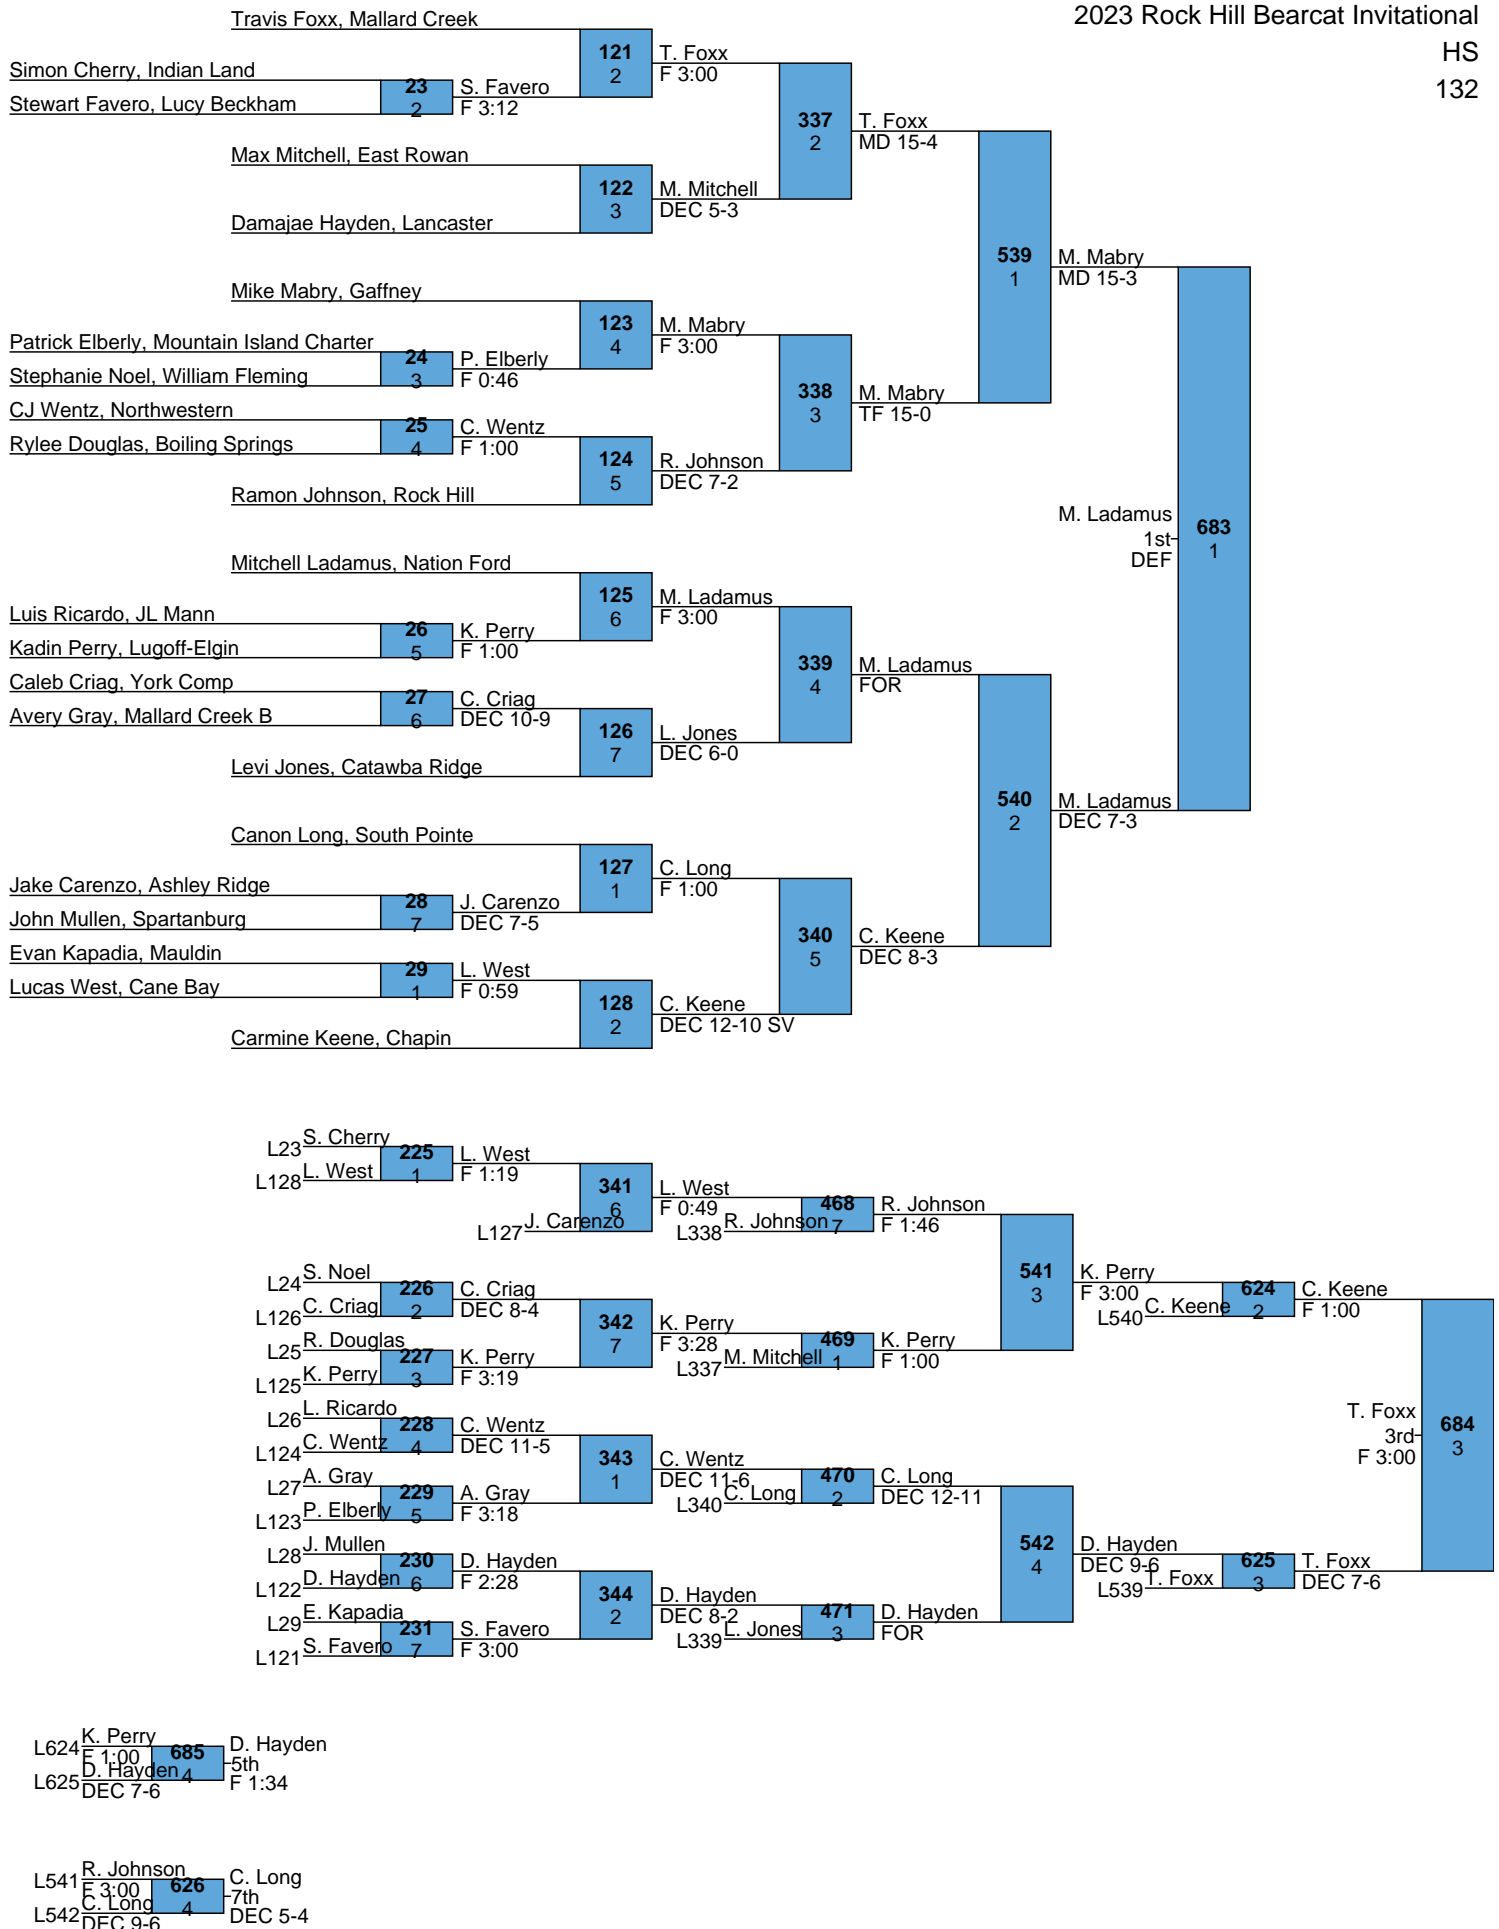 2023 Rock Hill Bearcat Invitational
HS
132
Travis Foxx, Mallard Creek
121
2
T. Foxx
F 3:00
Simon Cherry, Indian Land
23
2
S. Favero
F 3:12
Stewart Favero, Lucy Beckham
337
2
T. Foxx
MD 15-4
Max Mitchell, East Rowan
122
3
M. Mitchell
DEC 5-3
Damajae Hayden, Lancaster
539
1
M. Mabry
MD 15-3
Mike Mabry, Gaffney
123
4
M. Mabry
F 3:00
Patrick Elberly, Mountain Island Charter
24
3
P. Elberly
F 0:46
Stephanie Noel, William Fleming
338
3
M. Mabry
TF 15-0
CJ Wentz, Northwestern
25
4
C. Wentz
F 1:00
Rylee Douglas, Boiling Springs
124
5
R. Johnson
DEC 7-2
Ramon Johnson, Rock Hill
M. Ladamus
1st
DEF
683
1
Mitchell Ladamus, Nation Ford
125
6
M. Ladamus
F 3:00
Luis Ricardo, JL Mann
26
5
K. Perry
F 1:00
Kadin Perry, Lugoff-Elgin
339
4
M. Ladamus
FOR
Caleb Criag, York Comp
27
6
C. Criag
DEC 10-9
Avery Gray, Mallard Creek B
126
7
L. Jones
DEC 6-0
Levi Jones, Catawba Ridge
540
2
M. Ladamus
DEC 7-3
Canon Long, South Pointe
127
1
C. Long
F 1:00
Jake Carenzo, Ashley Ridge
28
7
J. Carenzo
DEC 7-5
John Mullen, Spartanburg
340
5
C. Keene
DEC 8-3
Evan Kapadia, Mauldin
29
1
L. West
F 0:59
Lucas West, Cane Bay
128
2
C. Keene
DEC 12-10 SV
Carmine Keene, Chapin
L23
S. Cherry
225
1
L. West
F 1:19
L128
L. West
341
6
L. West
F 0:49
L127
J. Carenzo
468
7
R. Johnson
F 1:46
L338
R. Johnson
L24
S. Noel
226
2
C. Criag
DEC 8-4
L126
C. Criag
541
3
K. Perry
F 3:00
624
2
C. Keene
F 1:00
L540
C. Keene
342
7
K. Perry
F 3:28
469
1
K. Perry
F 1:00
L337
M. Mitchell
L25
R. Douglas
227
3
K. Perry
F 3:19
L125
K. Perry
L26
L. Ricardo
228
4
C. Wentz
DEC 11-5
L124
C. Wentz
T. Foxx
3rd
F 3:00
684
3
343
1
C. Wentz
DEC 11-6
470
2
C. Long
DEC 12-11
L340
C. Long
L27
A. Gray
229
5
A. Gray
F 3:18
L123
P. Elberly
L28
J. Mullen
230
6
D. Hayden
F 2:28
L122
D. Hayden
542
4
D. Hayden
DEC 9-6
625
3
T. Foxx
DEC 7-6
L539
T. Foxx
344
2
D. Hayden
DEC 8-2
471
3
D. Hayden
FOR
L339
L. Jones
L29
E. Kapadia
231
7
S. Favero
F 3:00
L121
S. Favero
L624
K. Perry
F 1:00
685
4
D. Hayden
5th
F 1:34
L625
D. Hayden
DEC 7-6
L541
R. Johnson
F 3:00
626
4
C. Long
7th
DEC 5-4
L542
C. Long
DEC 9-6